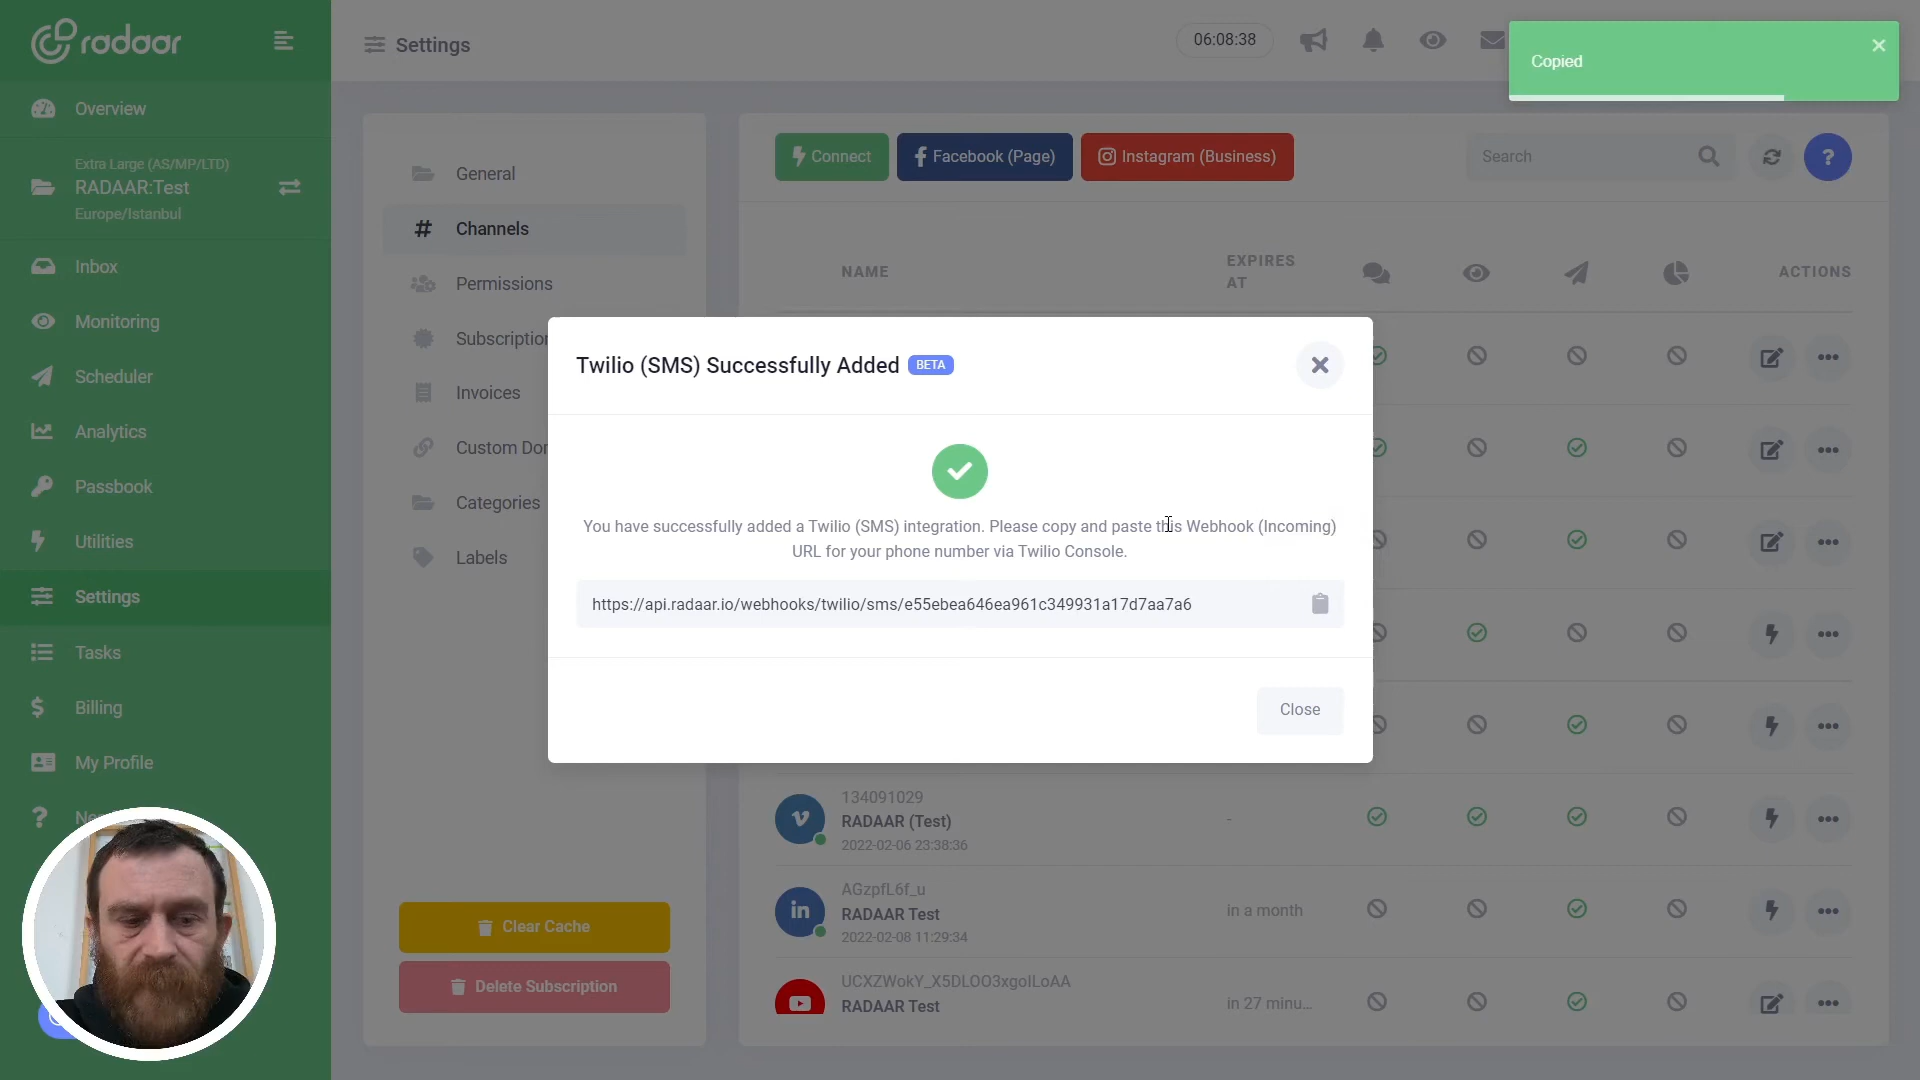 radaar
Settings
06:08:38
Copied
Overview
Extra Large (AS/MP/LTD)
RADAAR:Test
Europe/Istanbul
Inbox
Monitoring
Scheduler
Analytics
Passbook
Utilities
Settings
Tasks
Billing
My Profile
General
Channels
Permissions
Invoices
Categories
Labels
Clear Cache
Delete Subscription
Connect
Facebook (Page)
Instagram (Business)
Search
?
NAME
EXPIRES
AT
ACTIONS
Twilio (SMS) Successfully Added BETA
You have successfully added a Twilio (SMS) integration. Please copy and paste this Webhook (Incoming)
URL for your phone number via Twilio Console.
https://api.radaar.io/webhooks/twilio/sms/e55ebea646ea961c349931a17d7aa7a6
Close
134091029
RADAAR (Test)
-
2022-02-06 23:38:36
AGzpfL6f_u
RADAAR Test
in a month
2022-02-08 11:29:34
UCXZWokY_X5DLOO3xgolLoAA
RADAAR Test
in 27 minu...